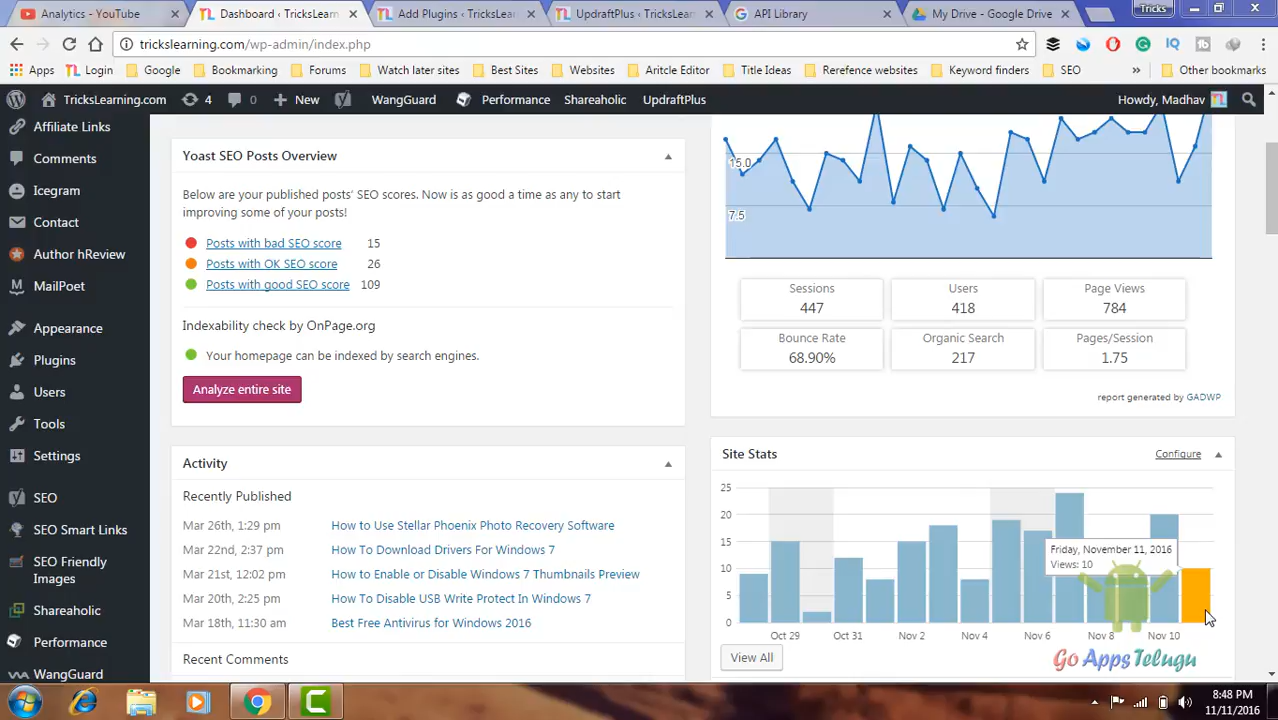 Analytics - YouTube
Dashboard ‹ TricksLearn
Add Plugins ‹ TricksLear
UpdraftPlus ‹ TricksLear
API Library
My Drive - Google Drive
Tricks
trickslearning.com/wp-admin/index.php
Apps
Login
Google
Bookmarking
Forums
Watch later sites
Best Sites
Websites
Aritcle Editor
Title Ideas
Rerefence websites
Keyword finders
SEO
»
Other bookmarks
TricksLearning.com
4
0
New
WangGuard
Performance
Shareaholic
UpdraftPlus
Howdy, Madhav
Affiliate Links
Comments
Icegram
Contact
Author hReview
MailPoet
Appearance
Plugins
Users
Tools
Settings
SEO
SEO Smart Links
SEO Friendly
Images
Shareaholic
Performance
WangGuard
Yoast SEO Posts Overview
Below are your published posts' SEO scores. Now is as good a time as any to start
improving some of your posts!
Posts with bad SEO score 15
Posts with OK SEO score 26
Posts with good SEO score 109
Indexability check by OnPage.org
Your homepage can be indexed by search engines.
Analyze entire site
Activity
Recently Published
Mar 26th, 1:29 pm How to Use Stellar Phoenix Photo Recovery Software
Mar 22nd, 2:37 pm How To Download Drivers For Windows 7
Mar 21st, 12:02 pm How to Enable or Disable Windows 7 Thumbnails Preview
Mar 20th, 2:25 pm How To Disable USB Write Protect In Windows 7
Mar 18th, 11:30 am Best Free Antivirus for Windows 2016
Recent Comments
15.0
7.5
Sessions
447
Users
418
Page Views
784
Bounce Rate
68.90%
Organic Search
217
Pages/Session
1.75
report generated by GADWP
Site Stats
Configure
25
20
15
10
5
0
Friday, November 11, 2016
Views: 10
Oct 29 Oct 31 Nov 2 Nov 4 Nov 6 Nov 8 Nov 10
View All
Go Apps Telugu
8:48 PM
11/11/2016